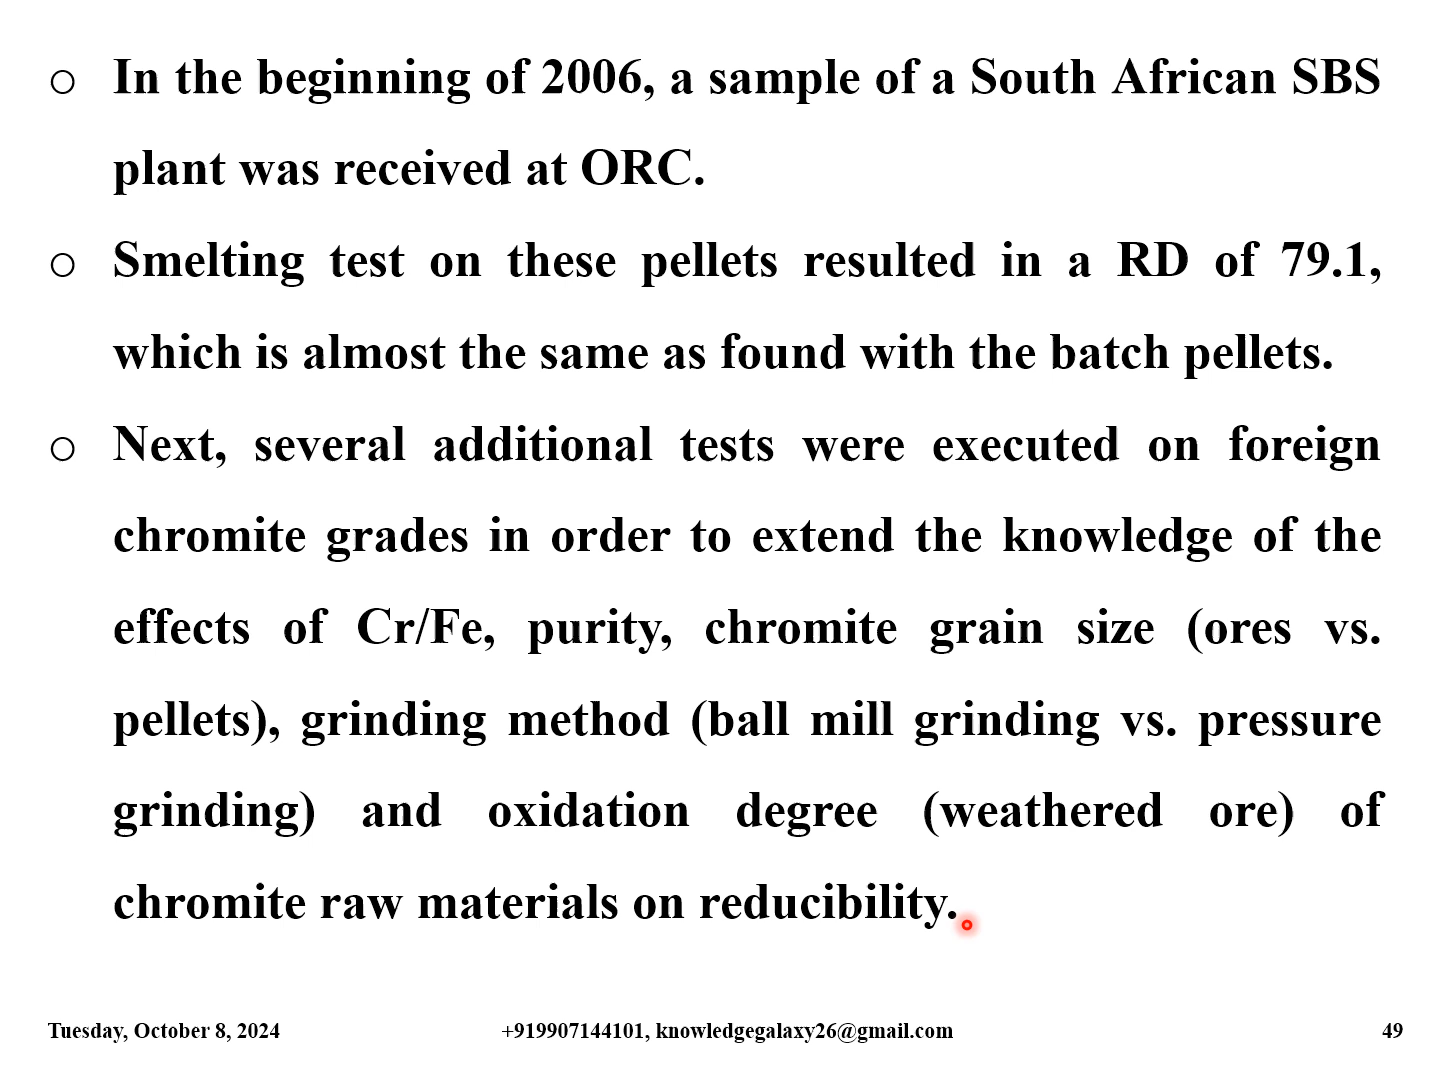 o In the beginning of 2006, a sample of a South African SBS
plant was received at ORC.
o Smelting test on these pellets resulted in a RD of 79.1,
which is almost the same as found with the batch pellets.
o Next, several additional tests were executed on foreign
chromite grades in order to extend the knowledge of the
effects of Cr/Fe, purity, chromite grain size (ores vs.
pellets), grinding method (ball mill grinding vs. pressure
grinding) and oxidation degree (weathered ore) of
chromite raw materials on reducibility.
Tuesday, October 8, 2024 +919907144101, knowledgegalaxy26@gmail.com 49